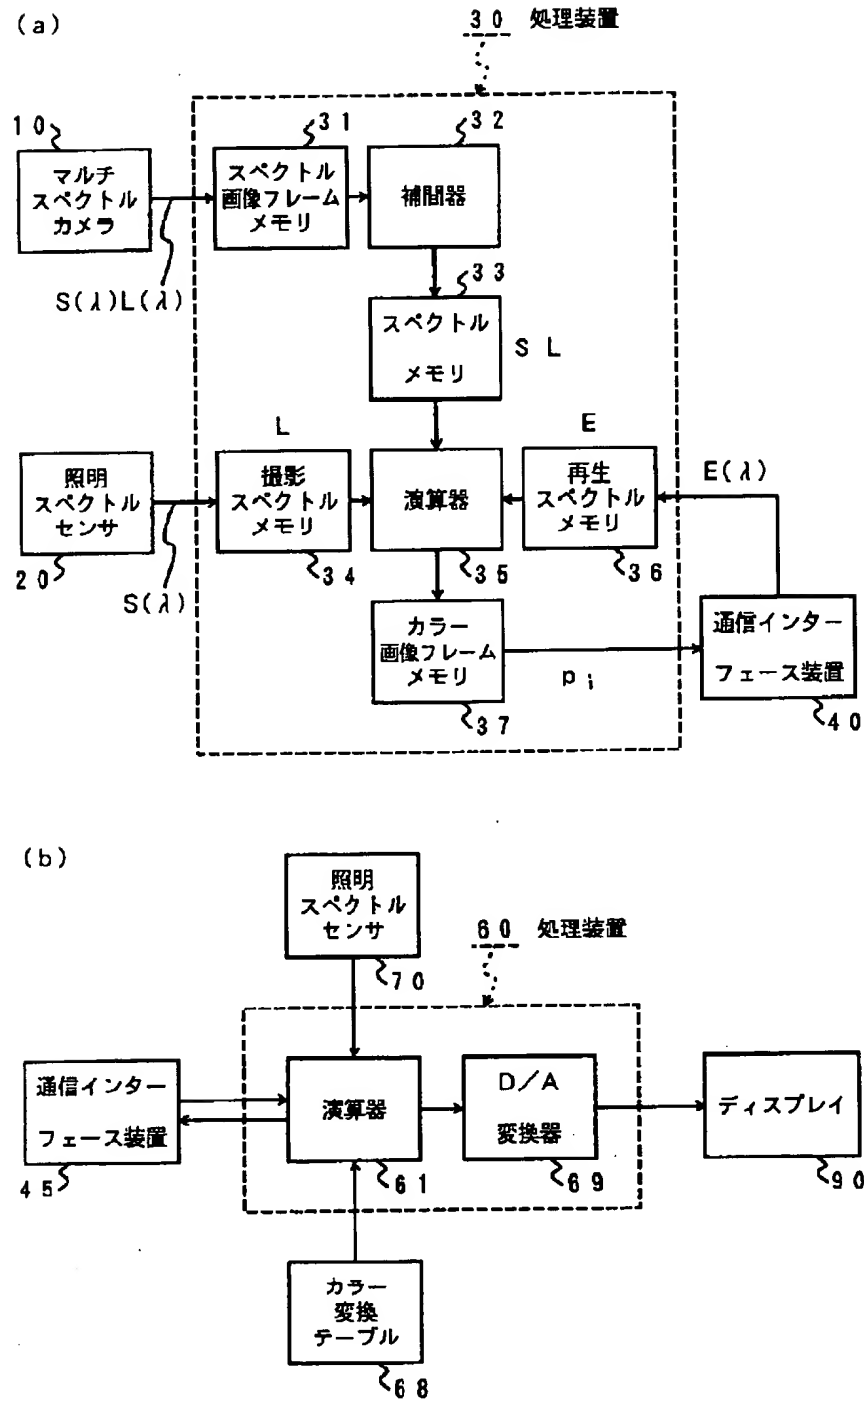 (a)
30 処理装置
10
マルチ
スペクトル
カメラ
S(λ)L(λ)
31
スペクトル
画像フレーム
メモリ
32
補間器
33
スペクトル
メモリ
S L
L
E
照明
スペクトル
センサ
20
S(λ)
撮影
スペクトル
メモリ
34
演算器
35
再生
スペクトル
メモリ
36
E(λ)
カラー
画像フレーム
メモリ
37
pi
通信インター
フェース装置
40
(b)
照明
スペクトル
センサ
70
60 処理装置
通信インター
フェース装置
45
演算器
61
D/A
変換器
69
ディスプレイ
90
カラー
変換
テーブル
68